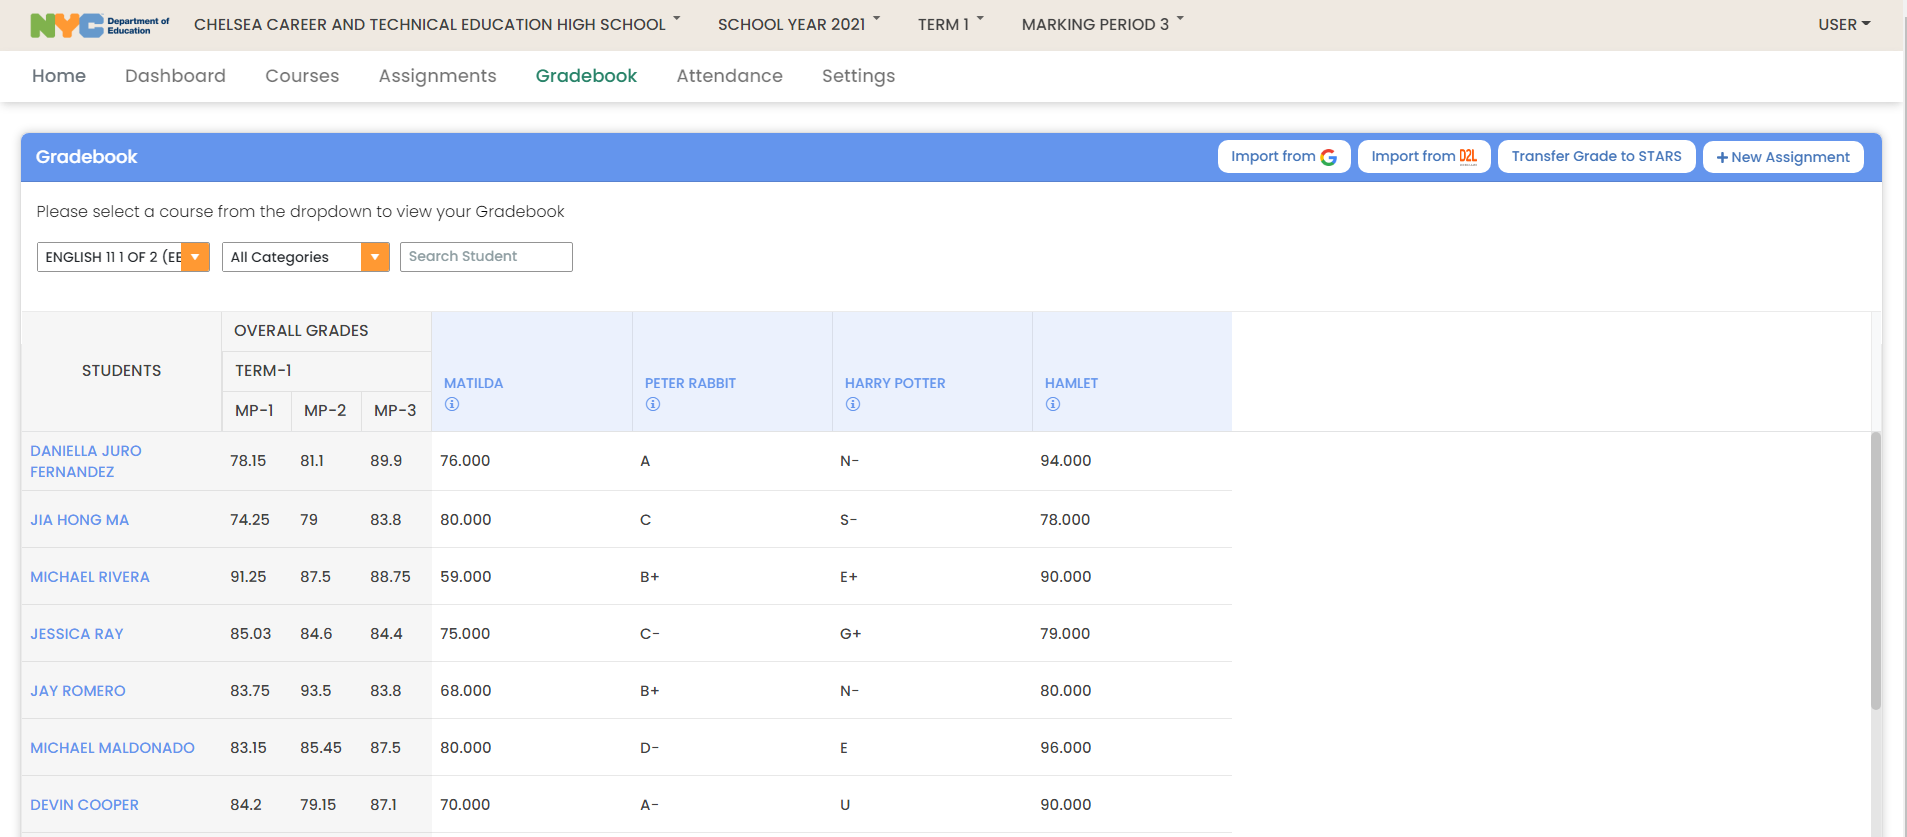 NYC Department of Education
CHELSEA CAREER AND TECHNICAL EDUCATION HIGH SCHOOL SCHOOL YEAR 2021 TERM 1 MARKING PERIOD 3 USER
Home Dashboard Courses Assignments Gradebook Attendance Settings
Gradebook Import from G Import from D2L Transfer Grade to STARS + New Assignment
Please select a course from the dropdown to view your Gradebook
ENGLISH 11 1 OF 2 (EE All Categories Search Student
OVERALL GRADES
STUDENTS TERM-1 MATILDA PETER RABBIT HARRY POTTER HAMLET
MP-1 MP-2 MP-3
DANIELLA JURO FERNANDEZ 78.15 81.1 89.9 76.000 A N- 94.000
JIA HONG MA 74.25 79 83.8 80.000 C S- 78.000
MICHAEL RIVERA 91.25 87.5 88.75 59.000 B+ E+ 90.000
JESSICA RAY 85.03 84.6 84.4 75.000 C- G+ 79.000
JAY ROMERO 83.75 93.5 83.8 68.000 B+ N- 80.000
MICHAEL MALDONADO 83.15 85.45 87.5 80.000 D- E 96.000
DEVIN COOPER 84.2 79.15 87.1 70.000 A- U 90.000